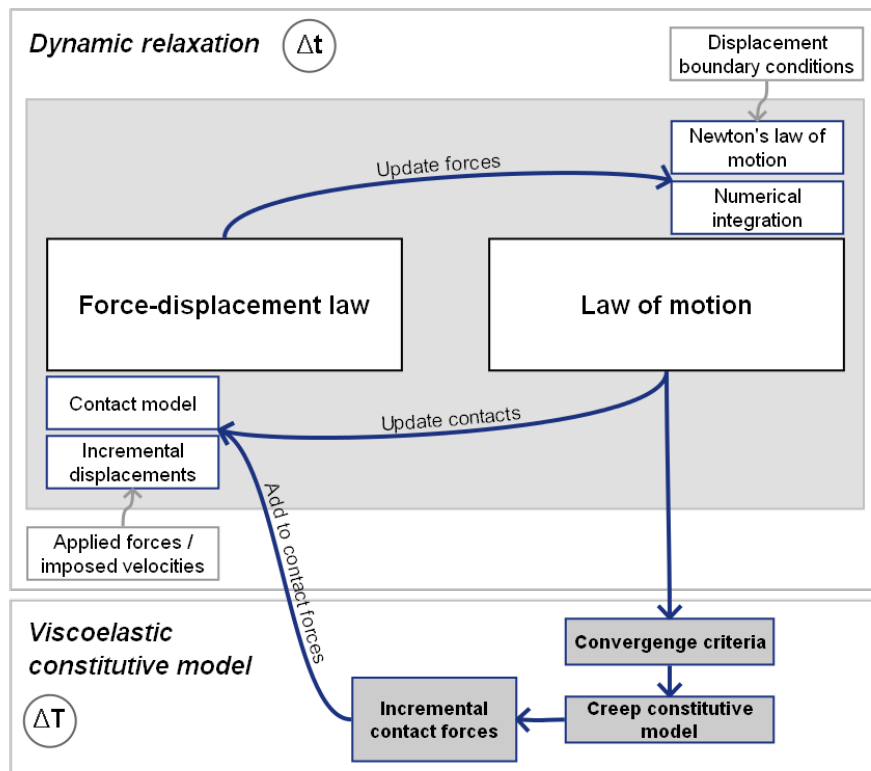 Dynamic relaxation
Δt
Displacement
boundary conditions
Newton's law of
motion
Numerical
integration
Update forces
Force-displacement law
Law of motion
Contact model
Incremental
displacements
Update contacts
Applied forces /
imposed velocities
Add to contact forces
Viscoelastic
constitutive model
ΔT
Convergenge criteria
Creep constitutive
model
Incremental
contact forces